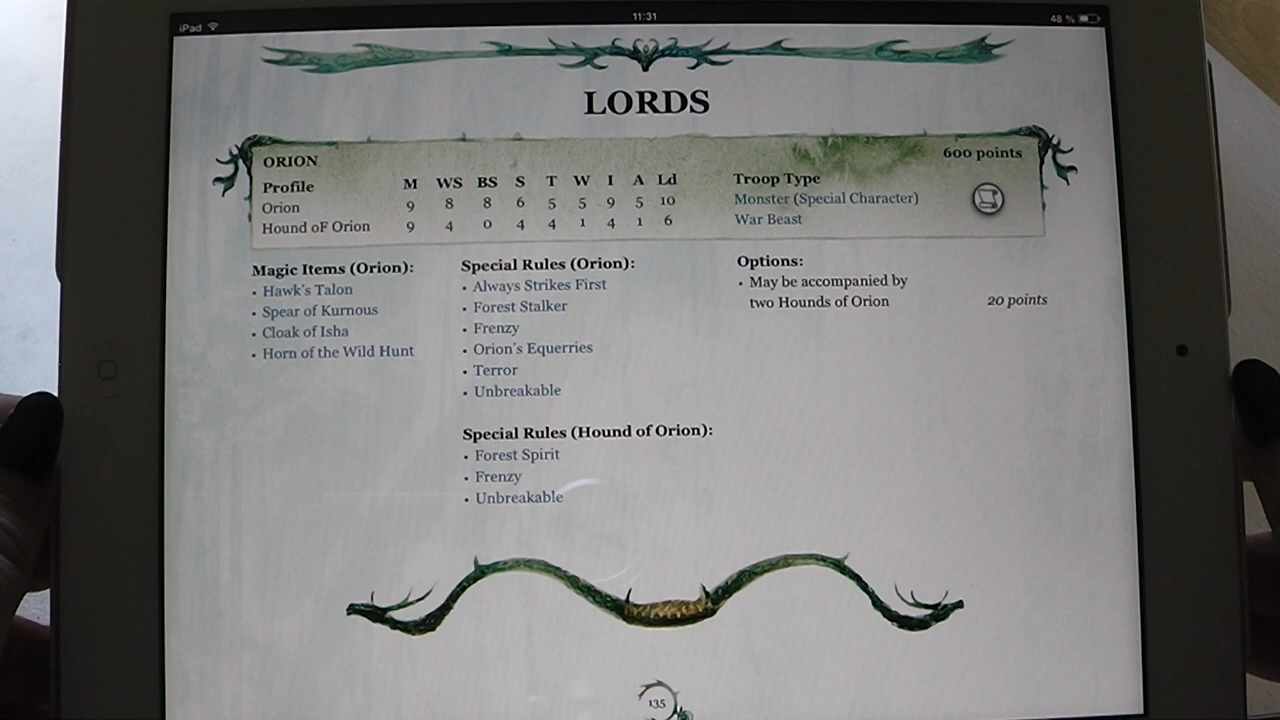 iPad 11:31 48 %
LORDS
ORION 600 points
Profile M WS BS S T W I A Ld Troop Type
Orion 9 8 8 6 5 5 9 5 10 Monster (Special Character)
Hound oF Orion 9 4 0 4 4 1 4 1 6 War Beast
Magic Items (Orion):
• Hawk's Talon
• Spear of Kurnous
• Cloak of Isha
• Horn of the Wild Hunt
Special Rules (Orion):
• Always Strikes First
• Forest Stalker
• Frenzy
• Orion's Equerries
• Terror
• Unbreakable
Special Rules (Hound of Orion):
• Forest Spirit
• Frenzy
• Unbreakable
Options:
• May be accompanied by
two Hounds of Orion 20 points
135